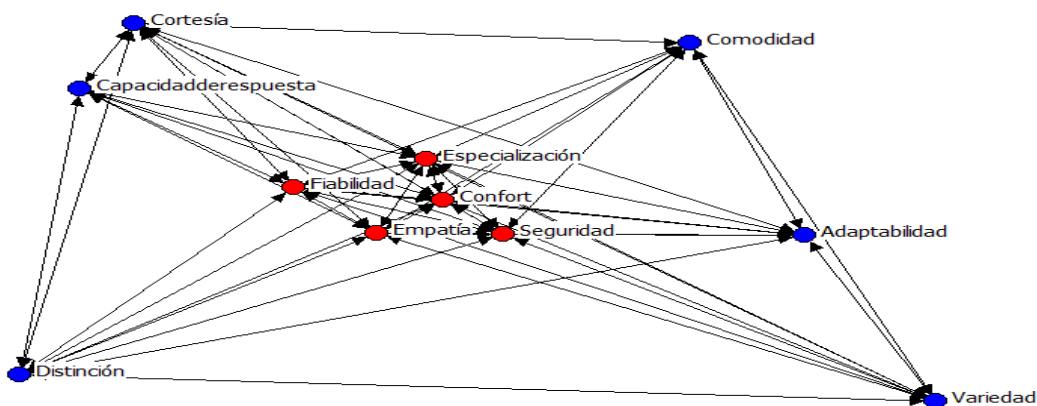 Cortesía
Comodidad
Capacidadderespuesta
Especialización
Fiabilidad
Confort
Empatía
Seguridad
Adaptabilidad
Distinción
Variedad